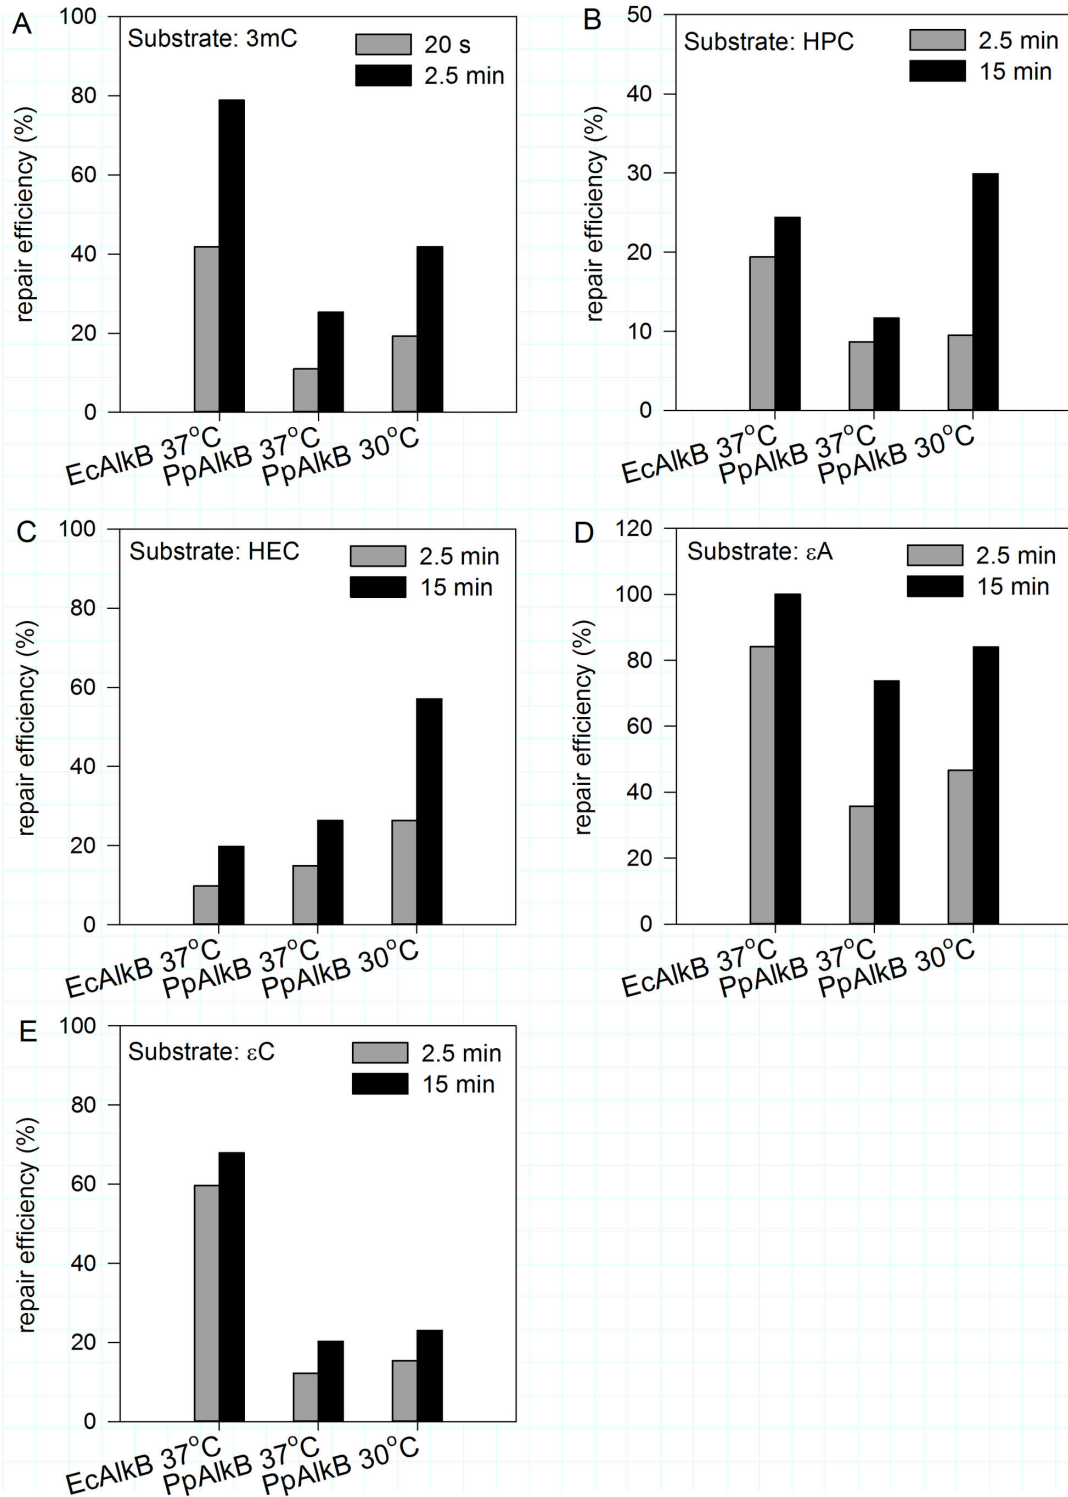 A
Substrate: 3mC
20 s
2.5 min
100
80
60
40
20
0
repair efficiency (%)
EcAlkB 37°C
PpAlkB 37°C
PpAlkB 30°C
B
Substrate: HPC
2.5 min
15 min
50
40
30
20
10
0
repair efficiency (%)
EcAlkB 37°C
PpAlkB 37°C
PpAlkB 30°C
C
Substrate: HEC
2.5 min
15 min
100
80
60
40
20
0
repair efficiency (%)
EcAlkB 37°C
PpAlkB 37°C
PpAlkB 30°C
D
Substrate: εA
2.5 min
15 min
120
100
80
60
40
20
0
repair efficiency (%)
EcAlkB 37°C
PpAlkB 37°C
PpAlkB 30°C
E
Substrate: εC
2.5 min
15 min
100
80
60
40
20
0
repair efficiency (%)
EcAlkB 37°C
PpAlkB 37°C
PpAlkB 30°C